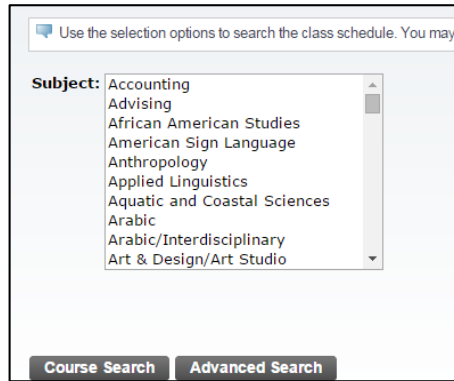 Use the selection options to search the class schedule. You may
Subject:
Accounting
Advising
African American Studies
American Sign Language
Anthropology
Applied Linguistics
Aquatic and Coastal Sciences
Arabic
Arabic/Interdisciplinary
Art & Design/Art Studio
Course Search
Advanced Search